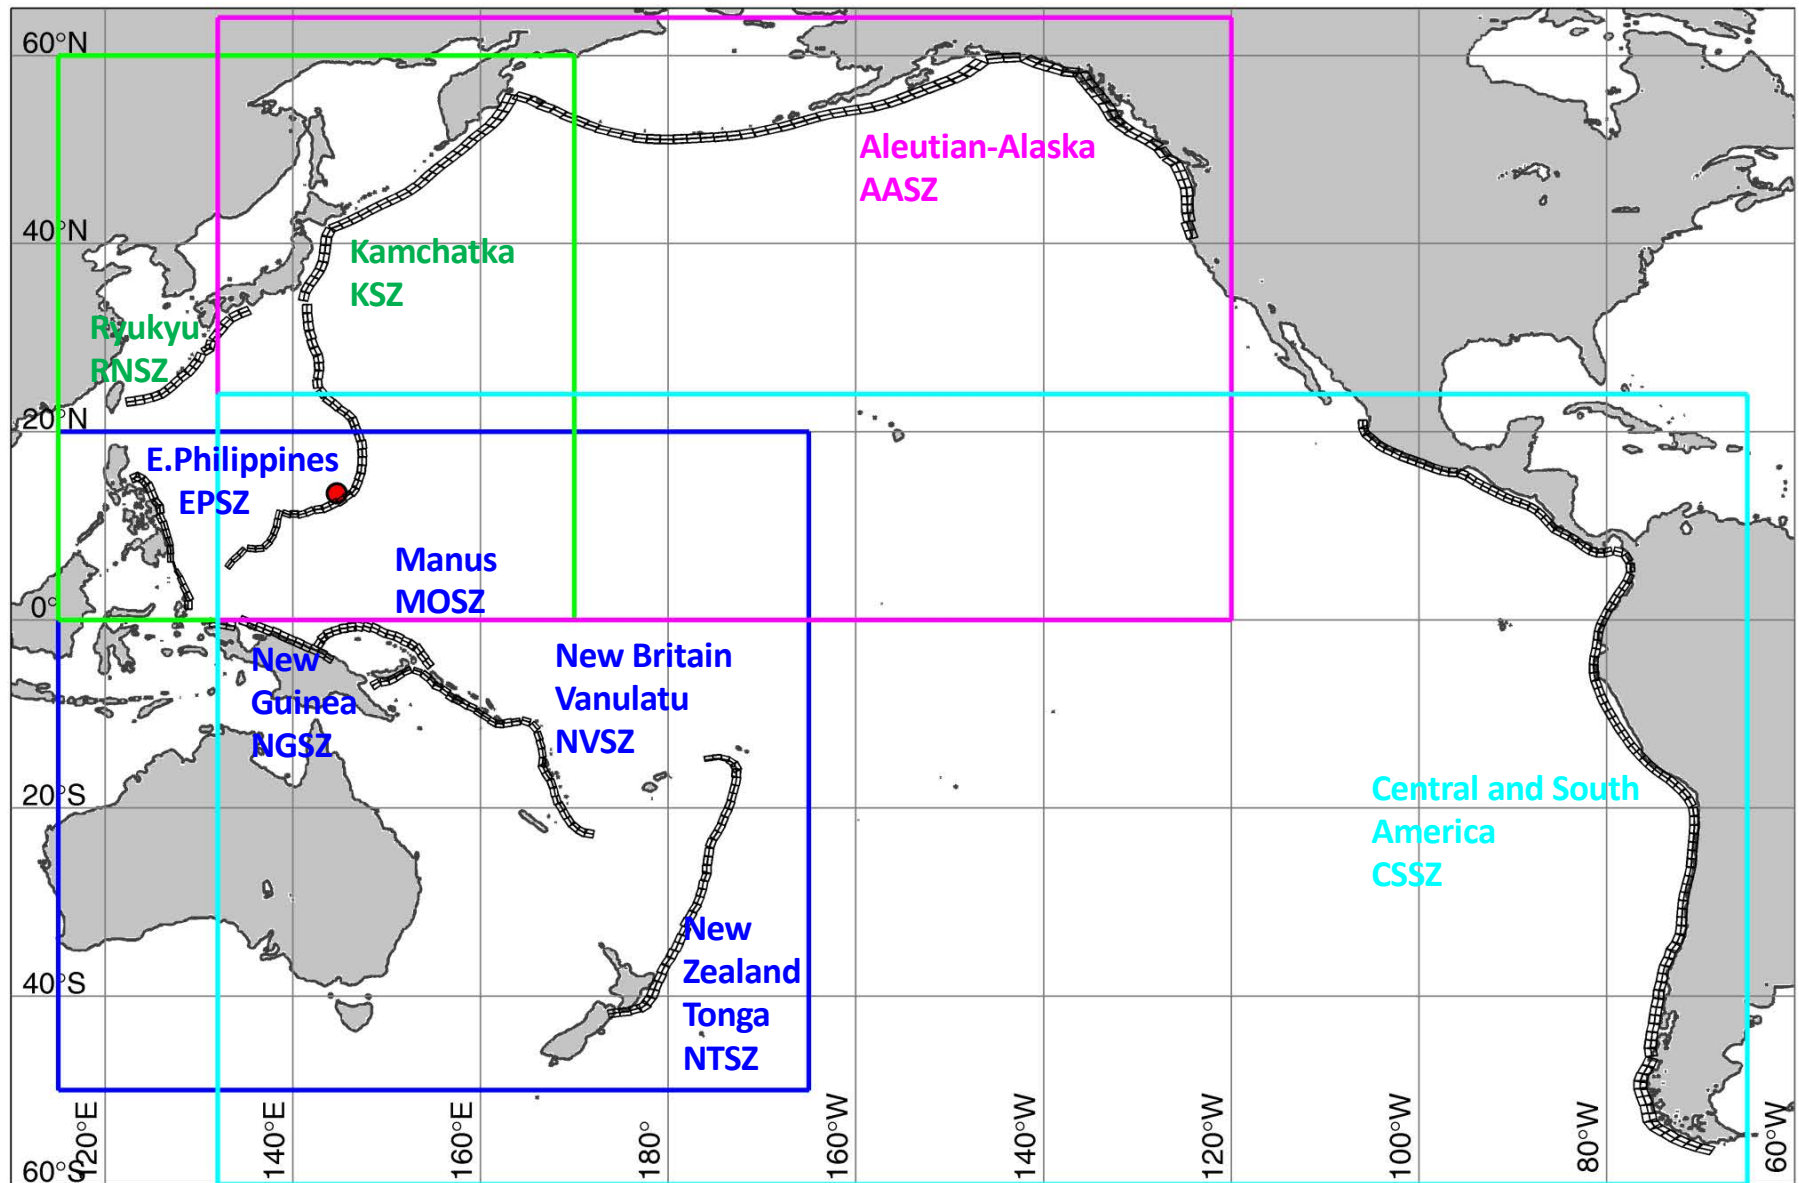 60°N
Aleutian-Alaska
AASZ
40°N
Kamchatka
KSZ
Ryukyu
RNSZ
20°N
E.Philippines
EPSZ
Manus
MOSZ
0°
New
Guinea
NGSZ
New Britain
Vanulatu
NVSZ
20°S
Central and South
America
CSSZ
New
Zealand
Tonga
NTSZ
40°S
60°S
120°E
140°E
160°E
180°
160°W
140°W
120°W
100°W
80°W
60°W